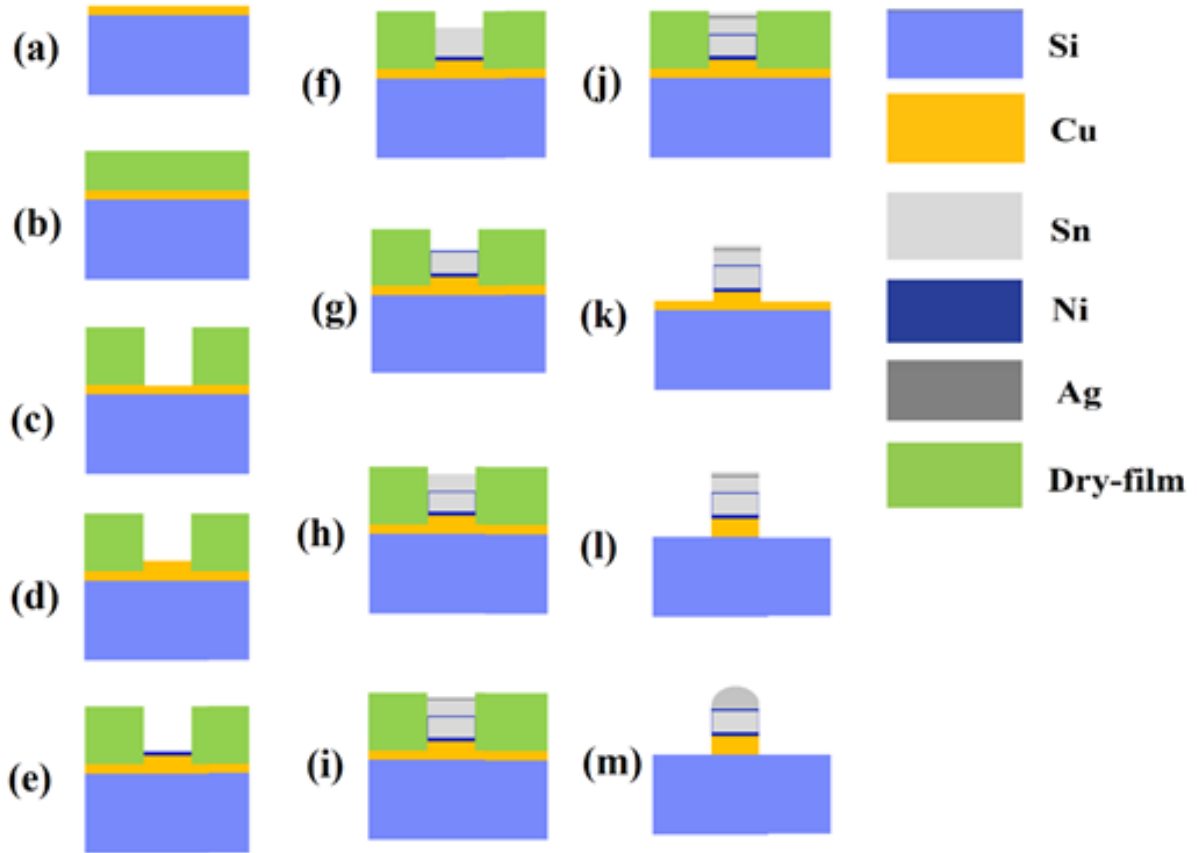 (a)
(b)
(c)
(d)
(e)
(f)
(g)
(h)
(i)
(j)
(k)
(l)
(m)
Si
Cu
Sn
Ni
Ag
Dry-film